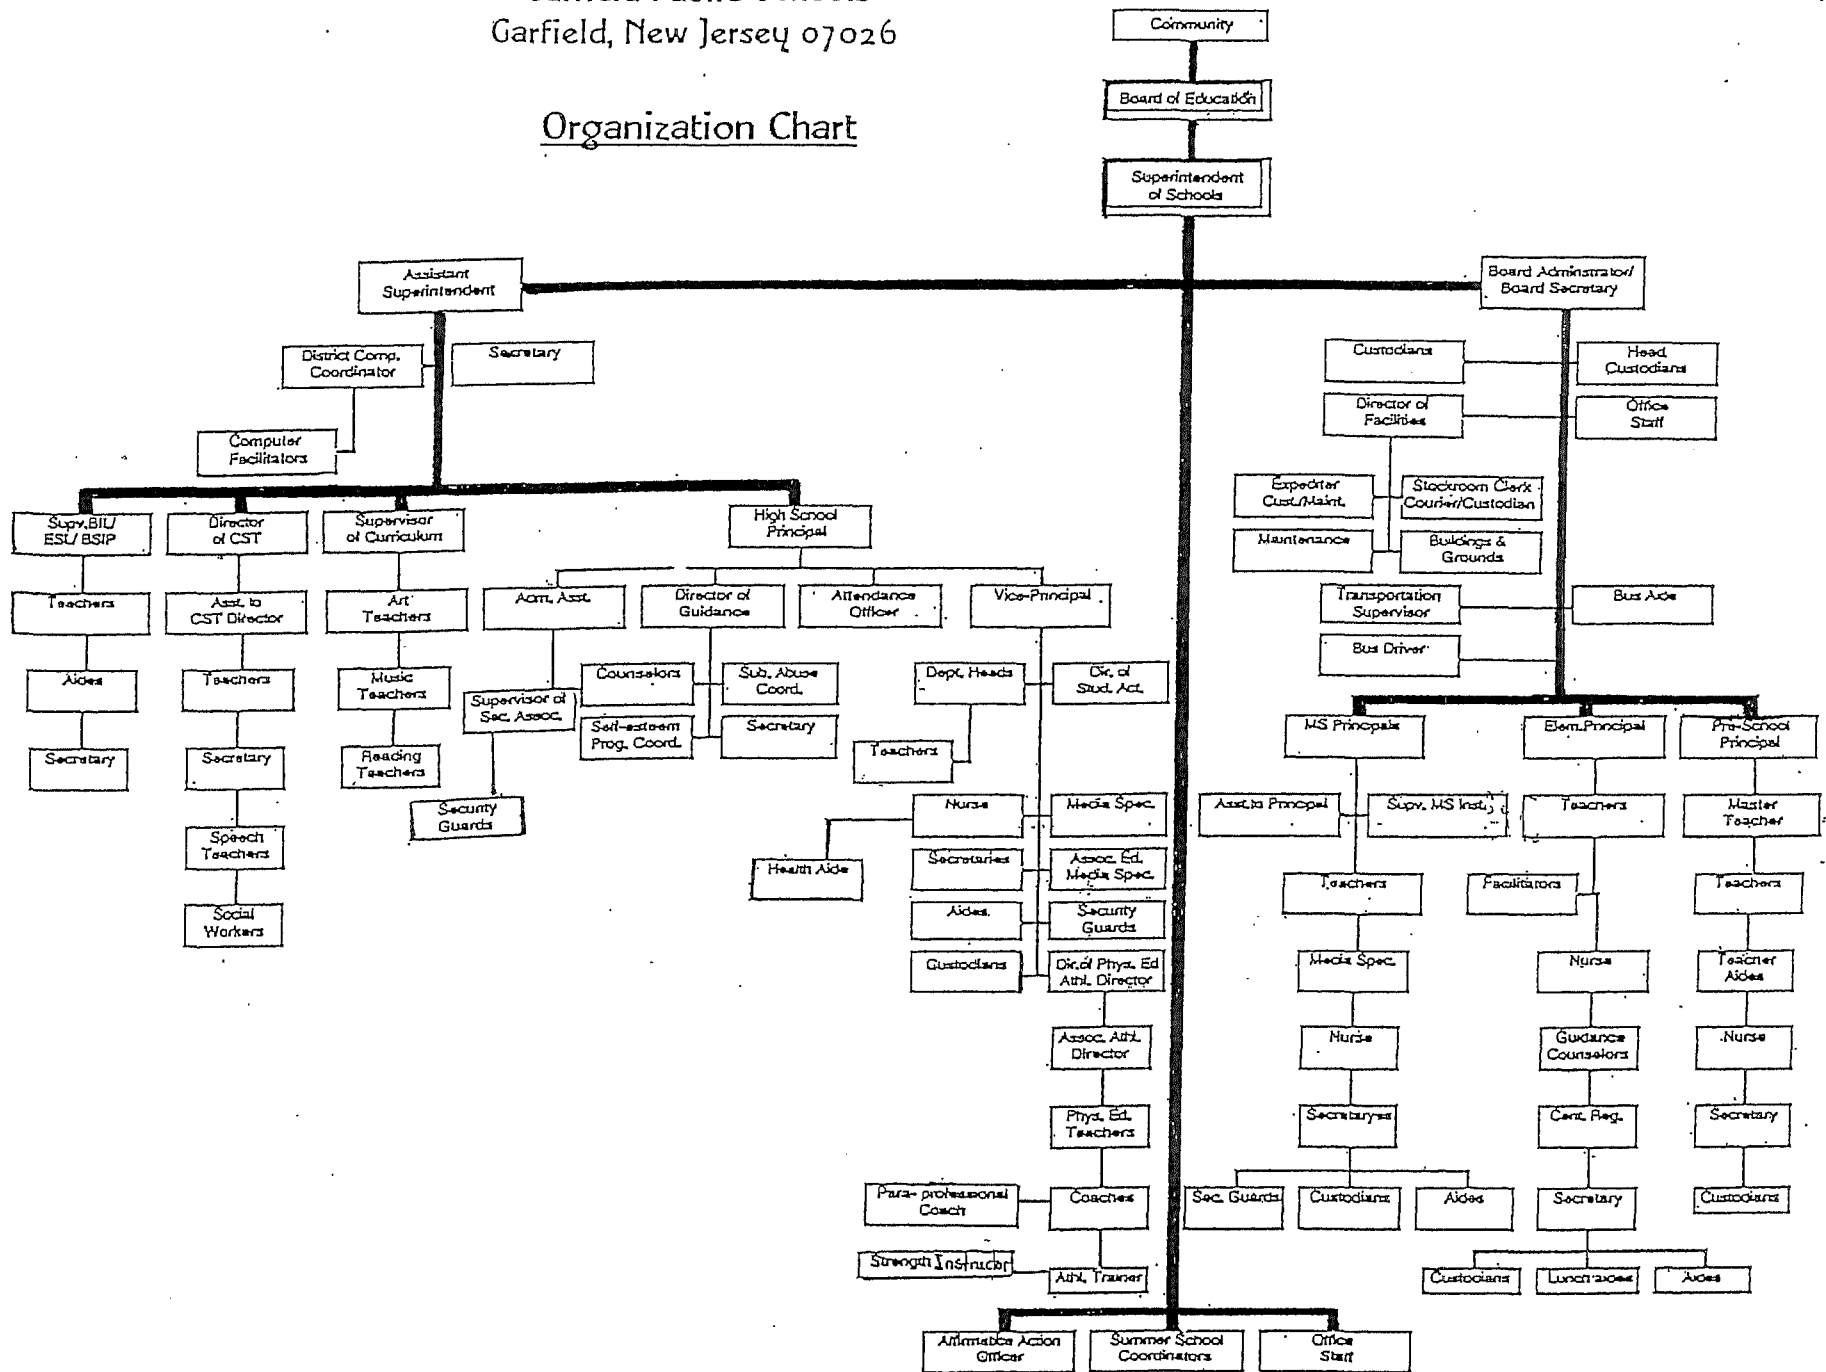 Garfield, New Jersey 07026
Organization Chart
Community
Board of Education
Superintendent
of Schools
Assistant
Superintendent
Board Adminstrator/
Board Secretary
District Comp.
Coordinator
Secretary
Computer
Facilitators
Custodians
Head
Custodians
Director of
Facilities
Office
Staff
Expediter
Cust./Maint.
Stockroom Clerk
Courier/Custodian
Maintenance
Buildings &
Grounds
Transportation
Supervisor
Bus Aide
Bus Driver
Supv.BIL/
ESL/ BSIP
Director
of CST
Supervisor
of Curriculum
High School
Principal
Teachers
Asst. to
CST Director
Art
Teachers
Adm. Asst.
Director of
Guidance
Attendance
Officer
Vice-Principal
Aides
Teachers
Music
Teachers
Supervisor of
Sec. Assoc.
Counselors
Sub. Abuse
Coord.
Self-esteem
Prog. Coord.
Secretary
Dept. Heads
Dir. of
Stud. Act.
Teachers
Secretary
Secretary
Reading
Teachers
Security
Guards
Speech
Teachers
Social
Workers
Nurse
Media Spec.
Health Aide
Secretaries
Assoc. Ed.
Media Spec.
Aides
Security
Guards
Custodians
Dir.of Phys. Ed
Athl. Director
Assoc. Athl.
Director
Phys. Ed.
Teachers
Para- professional
Coach
Coaches
Strength Instructor
Athl. Trainer
MS Principals
Elem.Principal
Pre-School
Principal
Asst.to Principal
Supv. MS Inst.
Teachers
Master
Teacher
Teachers
Facilitators
Teachers
Media Spec.
Nurse
Teacher
Aides
Nurse
Guidance
Counselors
Nurse
Secretaryes
Cent. Reg.
Secretary
Sec. Guards
Custodians
Aides
Secretary
Custodians
Custodians
Lunch aides
Aides
Affirmative Action
Officer
Summer School
Coordinators
Office
Staff